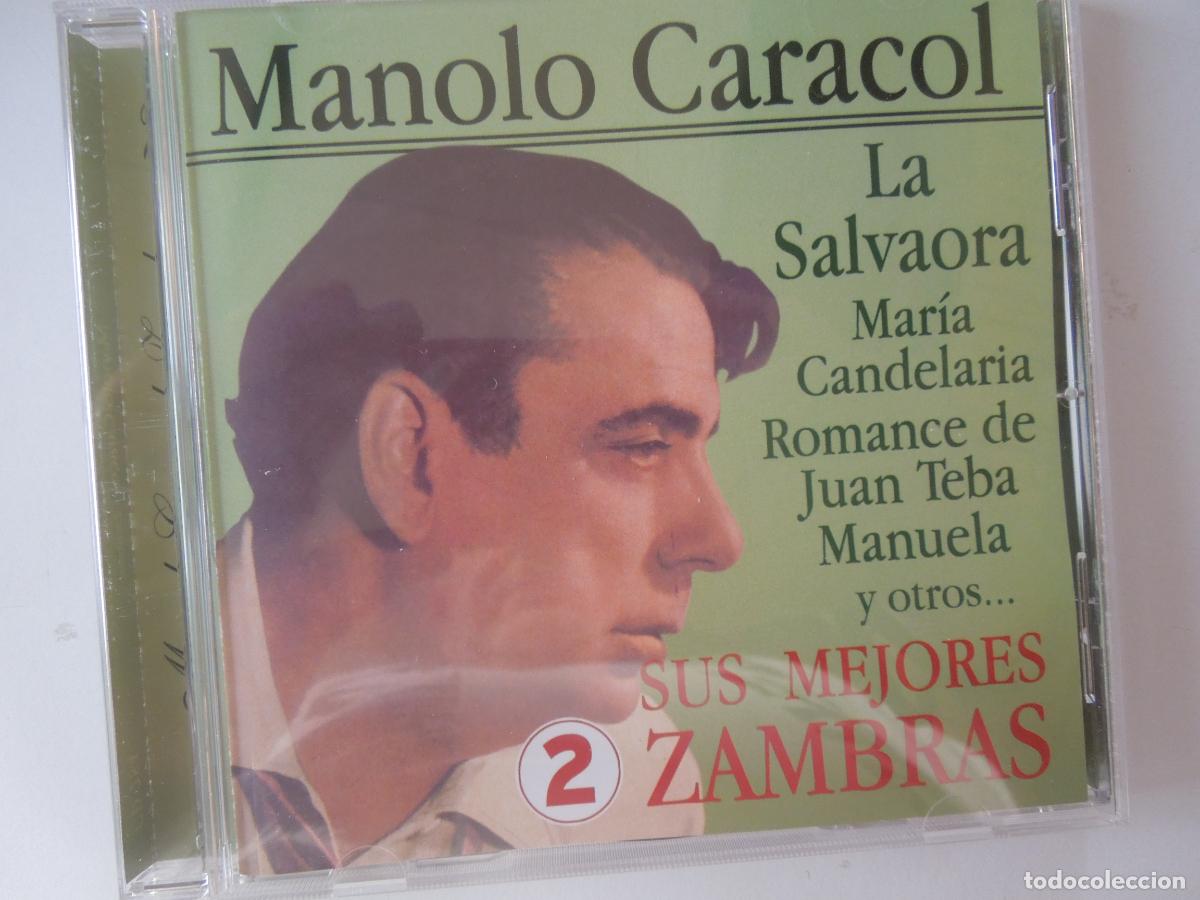 Manolo Caracol
La
Salvaora
María
Candelaria
Romance de
Juan Teba
Manuela
y otros...
SUS MEJORES
2 ZAMBRAS
todocoleccion